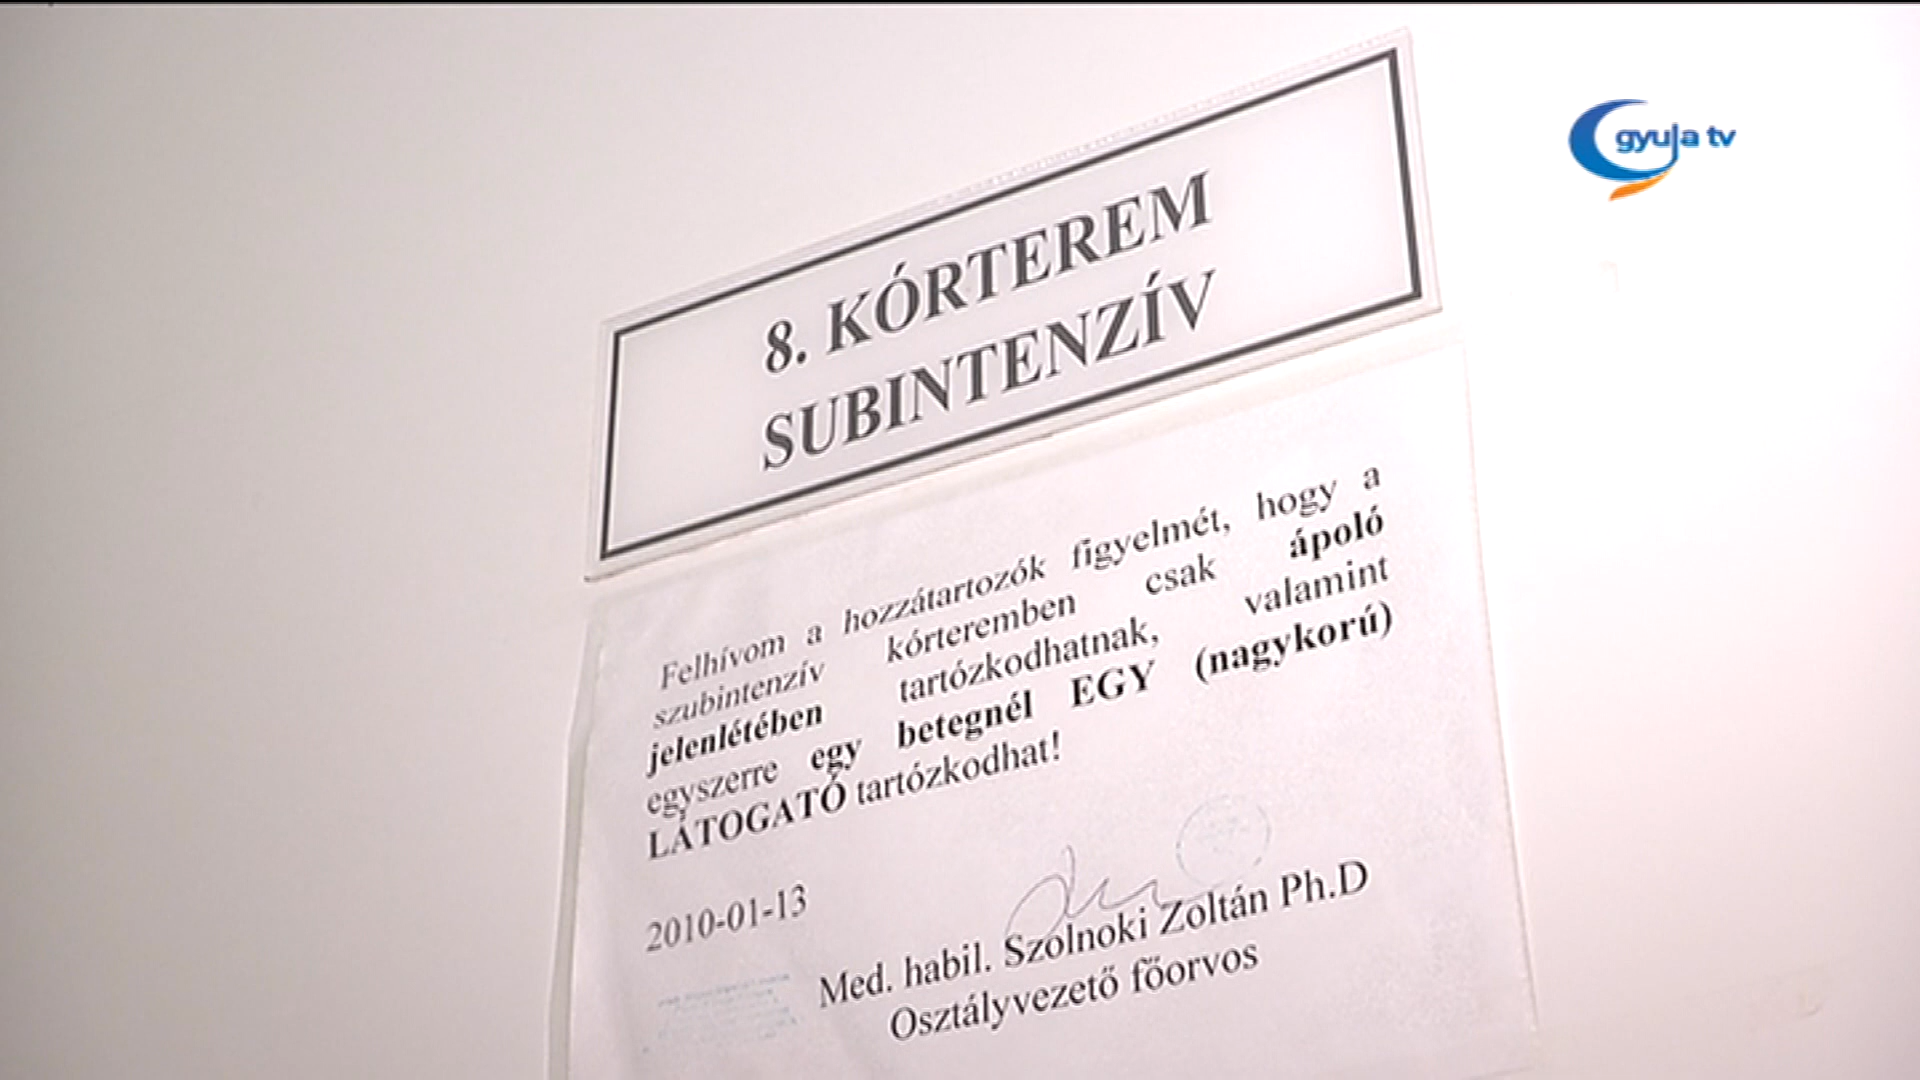 gyula tv
8. KÓRTEREM
SUBINTENZÍV
Felhívom a hozzátartozók figyelmét, hogy a
szubintenzív kórteremben csak ápoló
jelenlétében tartózkodhatnak, valamint
egyszerre egy betegnél EGY (nagykorú)
LÁTOGATÓ tartózkodhat!
2010-01-13
Med. habil. Szolnoki Zoltán Ph.D
Osztályvezető főorvos